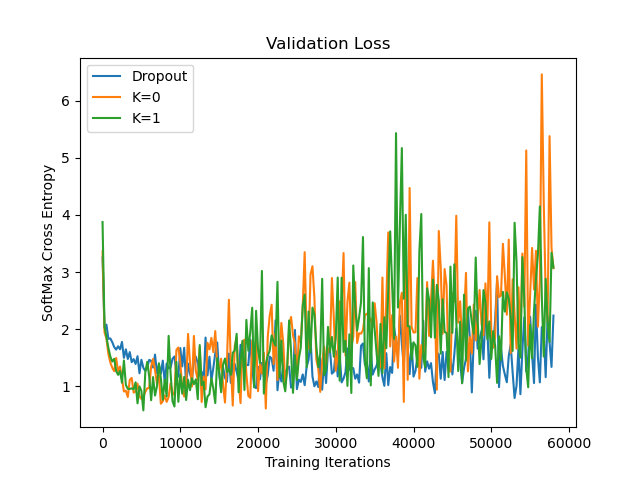 Validation Loss
Dropout
K=0
K=1
SoftMax Cross Entropy
6
5
4
3
2
1
0
10000
20000
30000
40000
50000
60000
Training Iterations